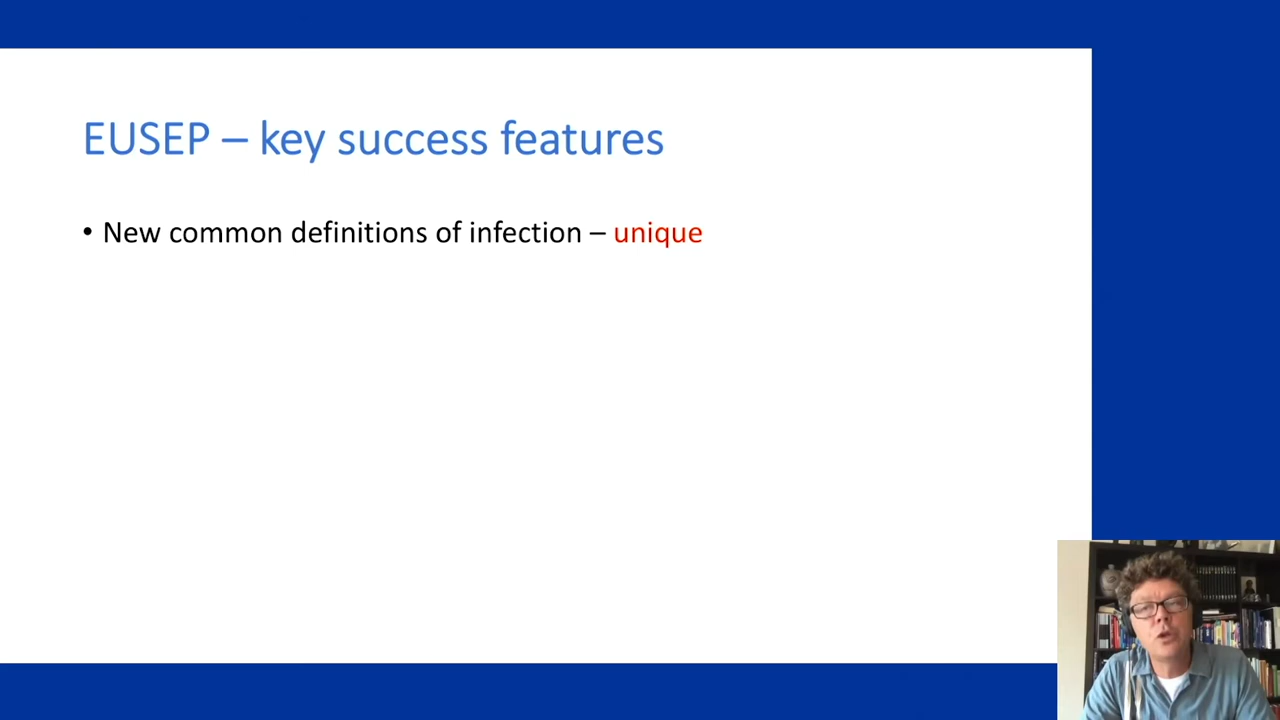 EUSEP – key success features
• New common definitions of infection – unique